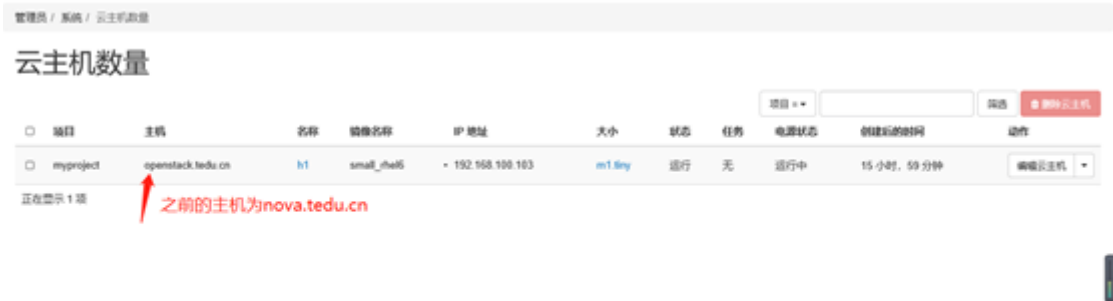 管理员 / 系统 / 云主机数量
云主机数量
项目 = 筛选 删除云主机
项目 主机 名称 镜像名称 IP 地址 大小 状态 任务 电源状态 创建后的时间 动作
myproject openstack.tedu.cn h1 small_rhel6 • 192.168.100.103 m1.tiny 运行 无 运行中 15 小时, 59 分钟 编辑云主机
正在显示 1 项
之前的主机为nova.tedu.cn